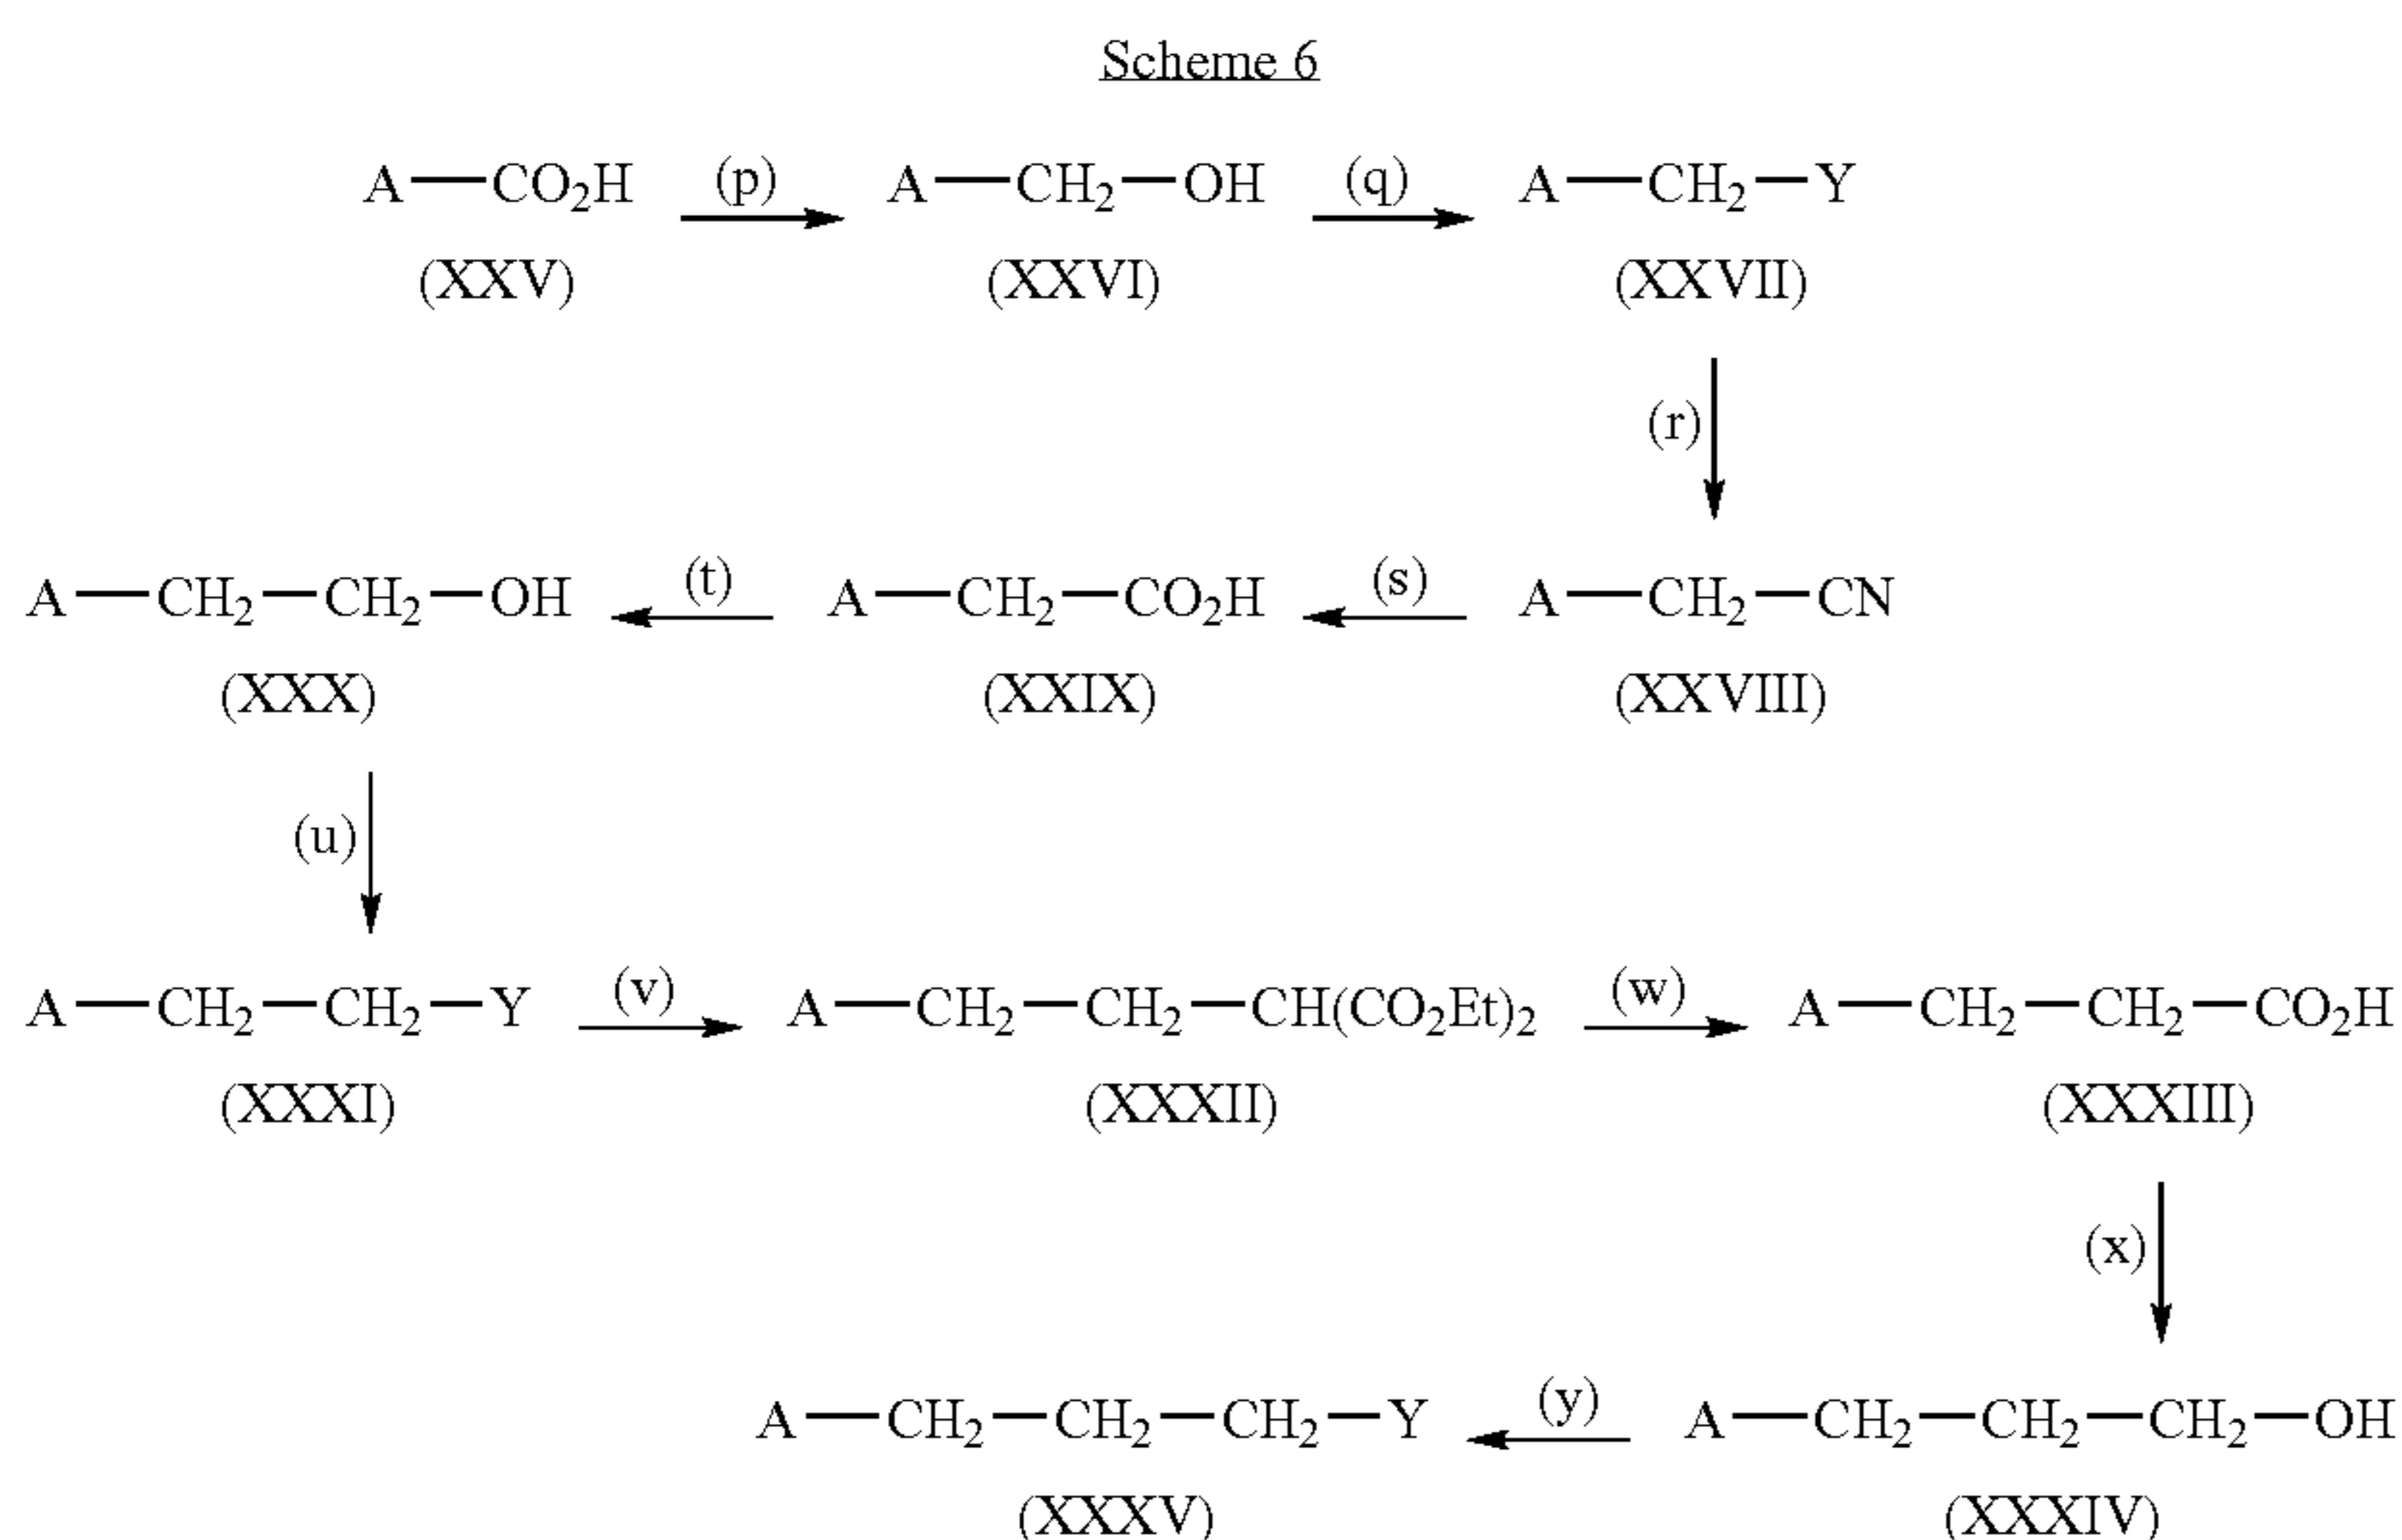 Scheme 6
A—CO2H (p) A—CH2—OH (q) A—CH2—Y
(XXV) (XXVI) (XXVII)
(r)
A—CH2—CH2—OH (t) A—CH2—CO2H (s) A—CH2—CN
(XXX) (XXIX) (XXVIII)
(u)
A—CH2—CH2—Y (v) A—CH2—CH2—CH(CO2Et)2 (w) A—CH2—CH2—CO2H
(XXXI) (XXXII) (XXXIII)
(x)
A—CH2—CH2—CH2—Y (y) A—CH2—CH2—CH2—OH
(XXXV) (XXXIV)